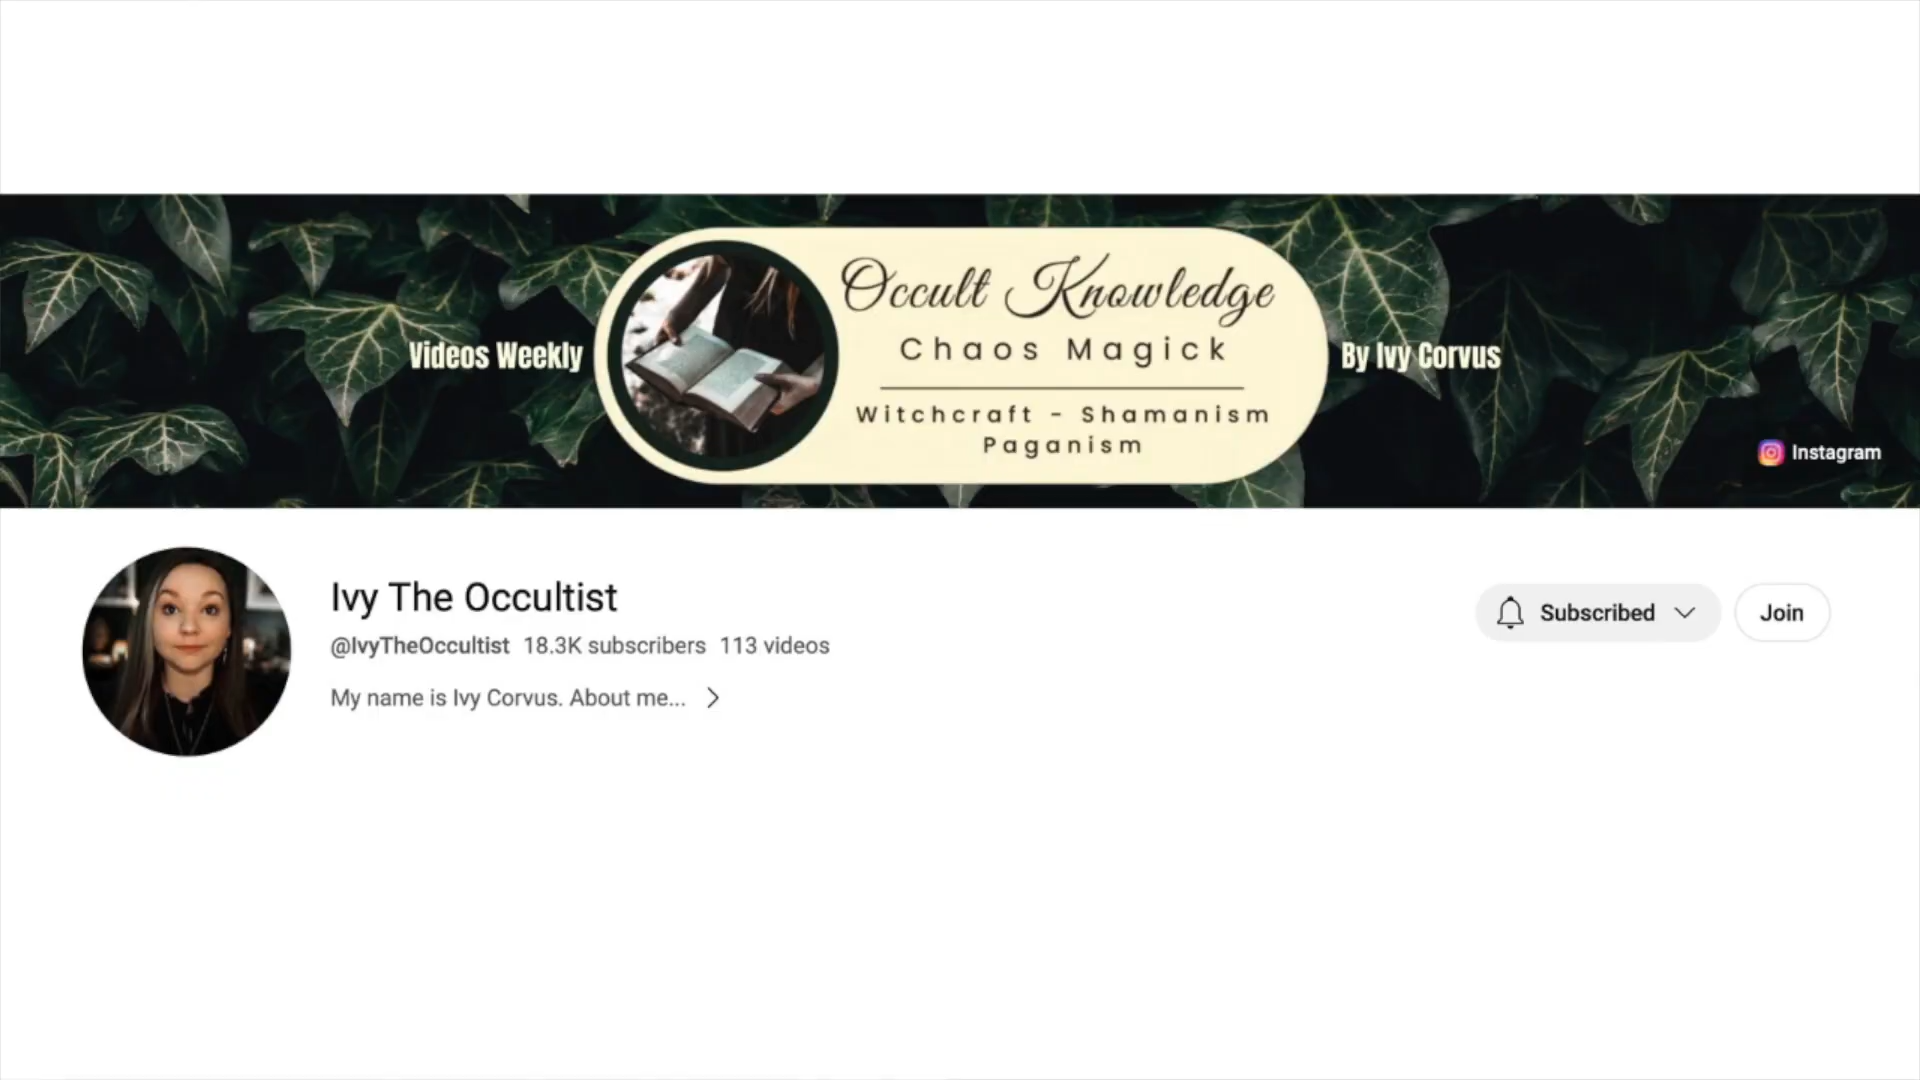 Videos Weekly
Occult Knowledge
Chaos Magick
Witchcraft - Shamanism
Paganism
By Ivy Corvus
Instagram
Ivy The Occultist
@IvyTheOccultist 18.3K subscribers 113 videos
My name is Ivy Corvus. About me...
Subscribed
Join